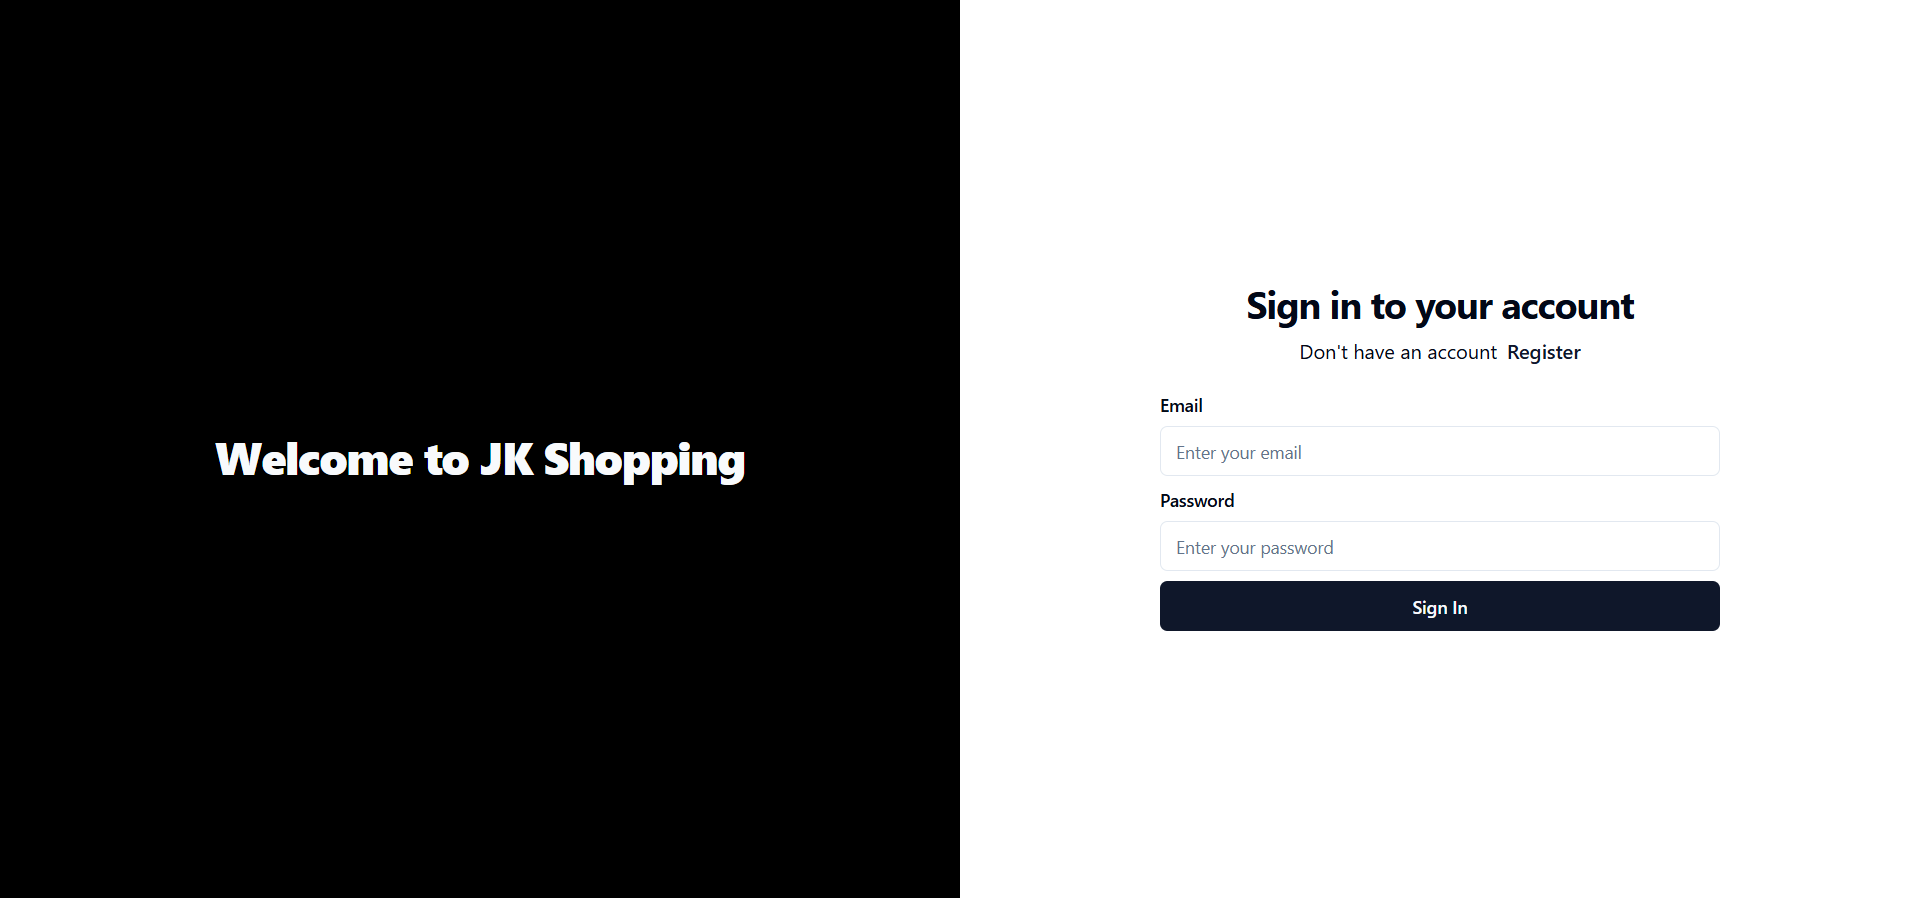 Welcome to JK Shopping
Sign in to your account
Don't have an account Register
Email
Enter your email
Password
Enter your password
Sign In